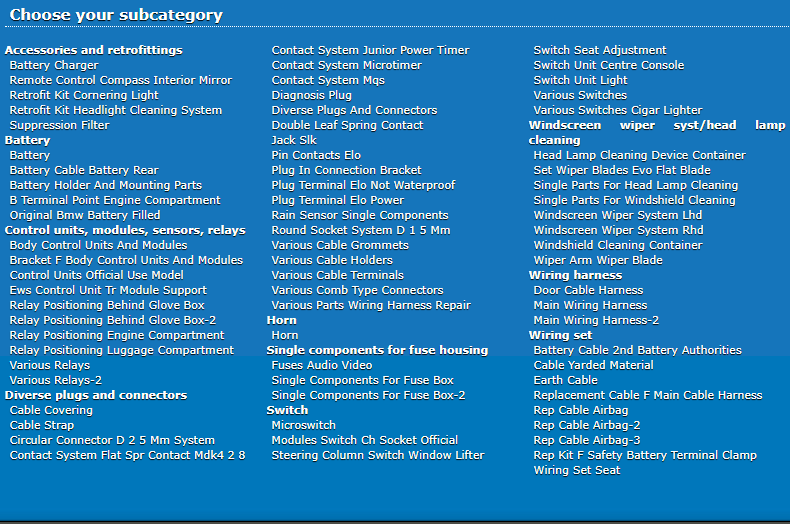 Choose your subcategory
Accessories and retrofittings
Battery Charger
Remote Control Compass Interior Mirror
Retrofit Kit Cornering Light
Retrofit Kit Headlight Cleaning System
Suppression Filter
Battery
Battery
Battery Cable Battery Rear
Battery Holder And Mounting Parts
B Terminal Point Engine Compartment
Original Bmw Battery Filled
Control units, modules, sensors, relays
Body Control Units And Modules
Bracket F Body Control Units And Modules
Control Units Official Use Model
Ews Control Unit Tr Module Support
Relay Positioning Behind Glove Box
Relay Positioning Behind Glove Box-2
Relay Positioning Engine Compartment
Relay Positioning Luggage Compartment
Various Relays
Various Relays-2
Diverse plugs and connectors
Cable Covering
Cable Strap
Circular Connector D 2 5 Mm System
Contact System Flat Spr Contact Mdk4 2 8
Contact System Junior Power Timer
Contact System Microtimer
Contact System Mqs
Diagnosis Plug
Diverse Plugs And Connectors
Double Leaf Spring Contact
Jack Slk
Pin Contacts Elo
Plug In Connection Bracket
Plug Terminal Elo Not Waterproof
Plug Terminal Elo Power
Rain Sensor Single Components
Round Socket System D 1 5 Mm
Various Cable Grommets
Various Cable Holders
Various Cable Terminals
Various Comb Type Connectors
Various Parts Wiring Harness Repair
Horn
Horn
Single components for fuse housing
Fuses Audio Video
Single Components For Fuse Box
Single Components For Fuse Box-2
Switch
Microswitch
Modules Switch Ch Socket Official
Steering Column Switch Window Lifter
Switch Seat Adjustment
Switch Unit Centre Console
Switch Unit Light
Various Switches
Various Switches Cigar Lighter
Windscreen wiper syst/head lamp
cleaning
Head Lamp Cleaning Device Container
Set Wiper Blades Evo Flat Blade
Single Parts For Head Lamp Cleaning
Single Parts For Windshield Cleaning
Windscreen Wiper System Lhd
Windscreen Wiper System Rhd
Windshield Cleaning Container
Wiper Arm Wiper Blade
Wiring harness
Door Cable Harness
Main Wiring Harness
Main Wiring Harness-2
Wiring set
Battery Cable 2nd Battery Authorities
Cable Yarded Material
Earth Cable
Replacement Cable F Main Cable Harness
Rep Cable Airbag
Rep Cable Airbag-2
Rep Cable Airbag-3
Rep Kit F Safety Battery Terminal Clamp
Wiring Set Seat